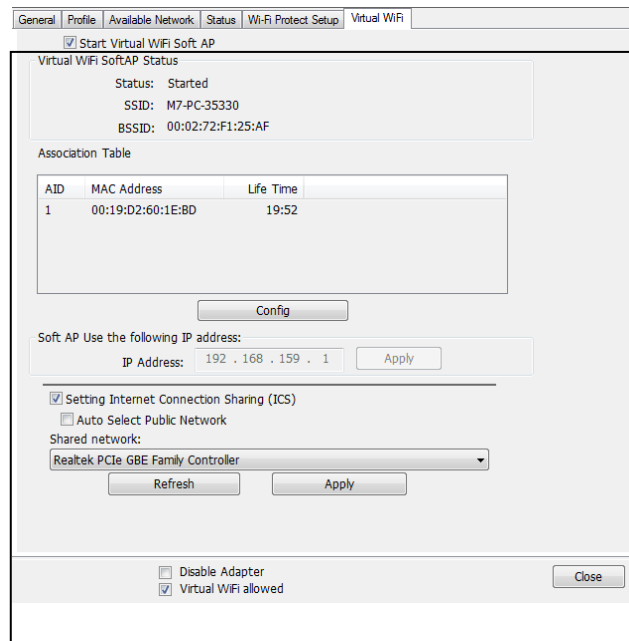 General Profile Available Network Status Wi-Fi Protect Setup Virtual WiFi
Start Virtual WiFi Soft AP
Virtual WiFi SoftAP Status
Status: Started
SSID: M7-PC-35330
BSSID: 00:02:72:F1:25:AF
Association Table
AID MAC Address Life Time
1 00:19:D2:60:1E:BD 19:52
Config
Soft AP Use the following IP address:
IP Address: 192 . 168 . 159 . 1 Apply
Setting Internet Connection Sharing (ICS)
Auto Select Public Network
Shared network:
Realtek PCIe GBE Family Controller
Refresh Apply
Disable Adapter
Virtual WiFi allowed
Close